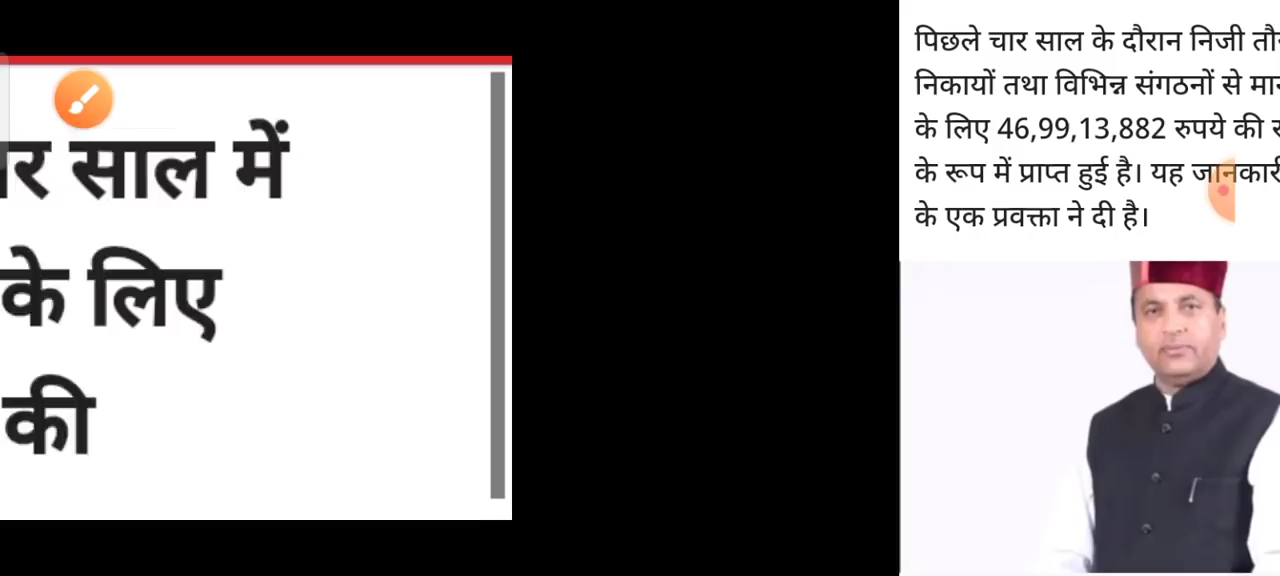 साल में
के लिए
की
पिछले चार साल के दौरान निजी
निकायों तथा विभिन्न संगठनों से
के लिए 46,99,13,882 रुपये की
के रूप में प्राप्त हुई है। यह
के एक प्रवक्ता ने दी है।